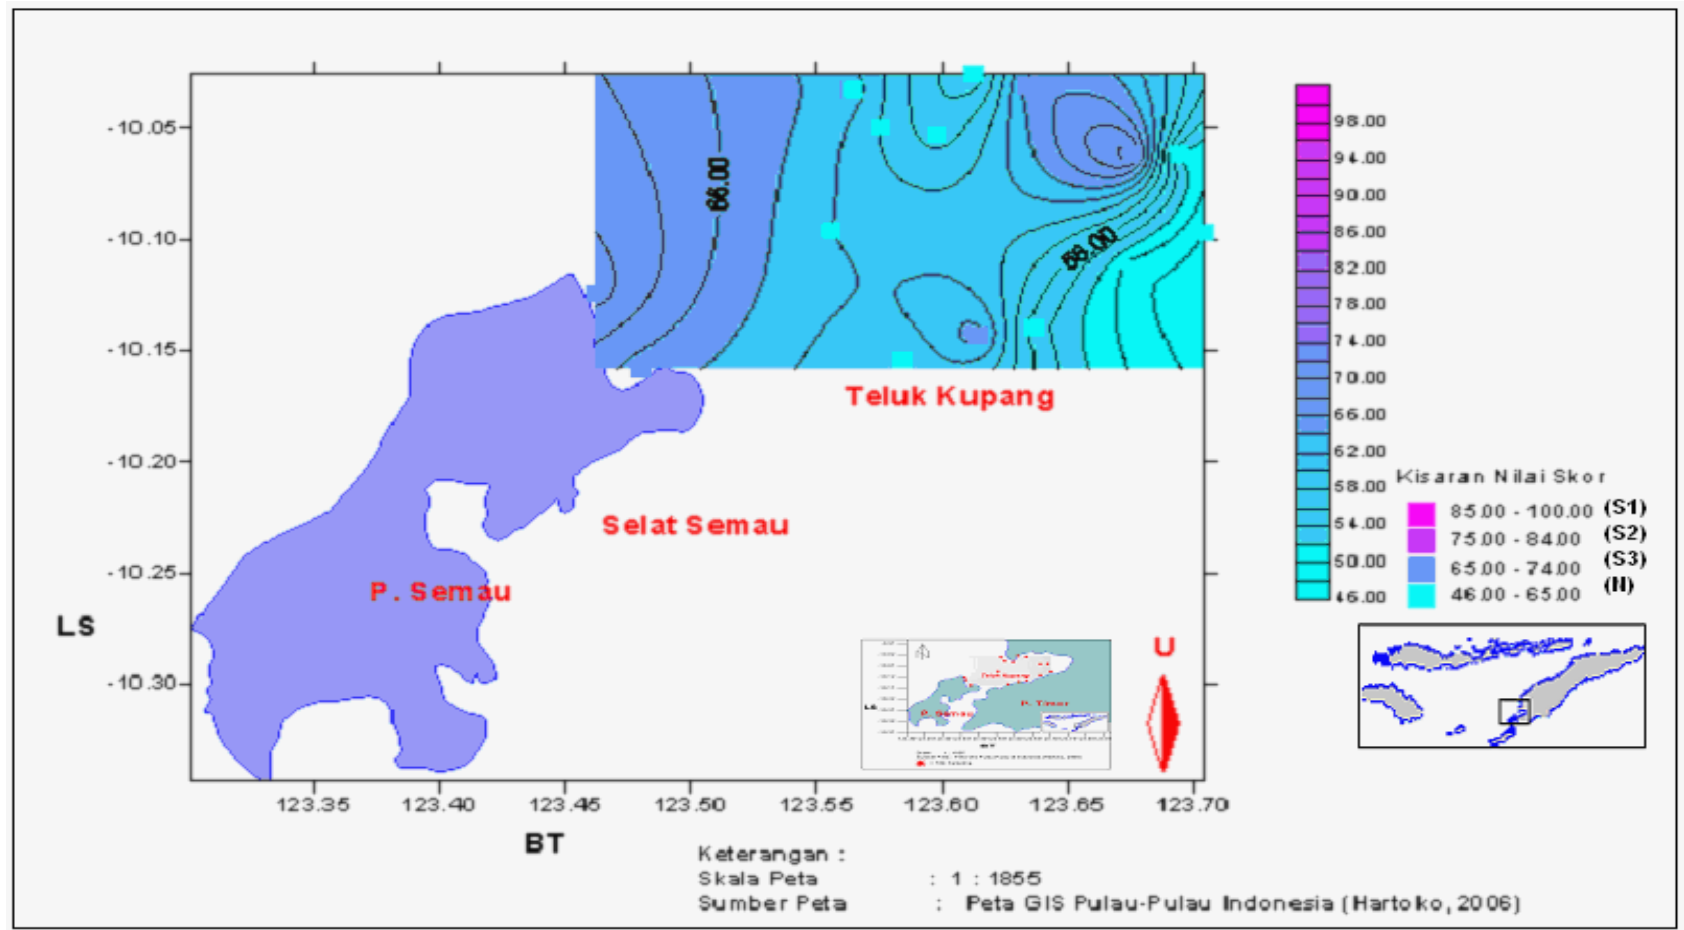 -10.05
-10.10
-10.15
-10.20
-10.25
-10.30
LS
66.00
58.00
Teluk Kupang
Selat Semau
P. Semau
U
98.00
94.00
90.00
86.00
82.00
78.00
74.00
70.00
66.00
62.00
58.00
54.00
50.00
46.00
Kisaran Nilai Skor
85.00 - 100.00 (S1)
75.00 - 84.00 (S2)
65.00 - 74.00 (S3)
46.00 - 65.00 (N)
P. Semau
P. Timor
LS
BT
123.35 123.40 123.45 123.50 123.55 123.60 123.65 123.70
BT
Keterangan :
Skala Peta : 1 : 1855
Sumber Peta : Peta GIS Pulau-Pulau Indonesia (Hartoko, 2006)